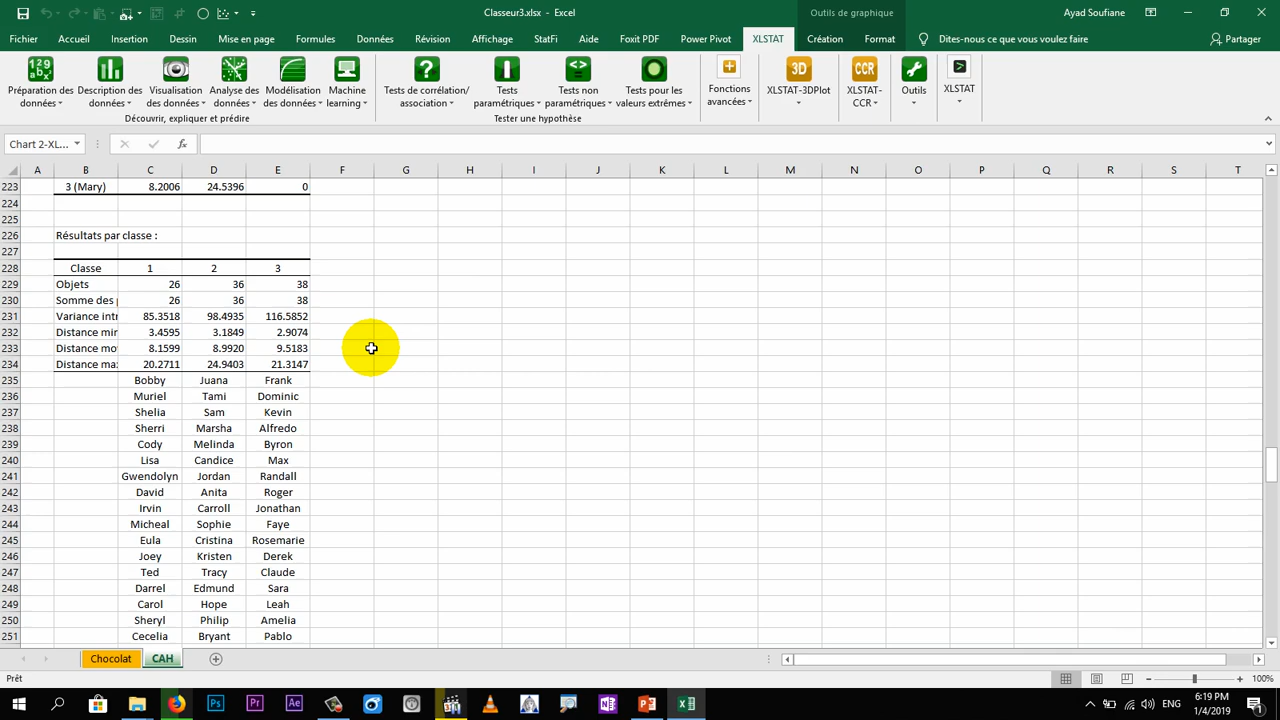 Classeur3.xlsx - Excel
Outils de graphique
Ayad Soufiane
Fichier Accueil Insertion Dessin Mise en page Formules Données Révision Affichage StatFi Aide Foxit PDF Power Pivot XLSTAT Création Format Dites-nous ce que vous voulez faire Partager
Préparation des données
Description des données
Visualisation des données
Analyse des données
Modélisation des données
Machine learning
Tests de corrélation/ association
Tests paramétriques
Tests non paramétriques
Tests pour les valeurs extrêmes
Fonctions avancées
3D
XLSTAT-3DPlot
CCR
XLSTAT-CCR
Outils
XLSTAT
Découvrir, expliquer et prédire
Tester une hypothèse
Chart 2-XL...
fx
A B C D E F G H I J K L M N O P Q R S T
223 3 (Mary) 8.2006 24.5396 0
224
225
226 Résultats par classe :
227
228 Classe 1 2 3
229 Objets 26 36 38
230 Somme des p 26 36 38
231 Variance intr 85.3518 98.4935 116.5852
232 Distance min 3.4595 3.1849 2.9074
233 Distance mo 8.1599 8.9920 9.5183
234 Distance max 20.2711 24.9403 21.3147
235 Bobby Juana Frank
236 Muriel Tami Dominic
237 Shelia Sam Kevin
238 Sherri Marsha Alfredo
239 Cody Melinda Byron
240 Lisa Candice Max
241 Gwendolyn Jordan Randall
242 David Anita Roger
243 Irvin Carroll Jonathan
244 Micheal Sophie Faye
245 Eula Cristina Rosemarie
246 Joey Kristen Derek
247 Ted Tracy Claude
248 Darrel Edmund Sara
249 Carol Hope Leah
250 Sheryl Philip Amelia
251 Cecelia Bryant Pablo
Chocolat CAH
Prêt
100%
Ps Pr Ae
ENG
6:19 PM
1/4/2019